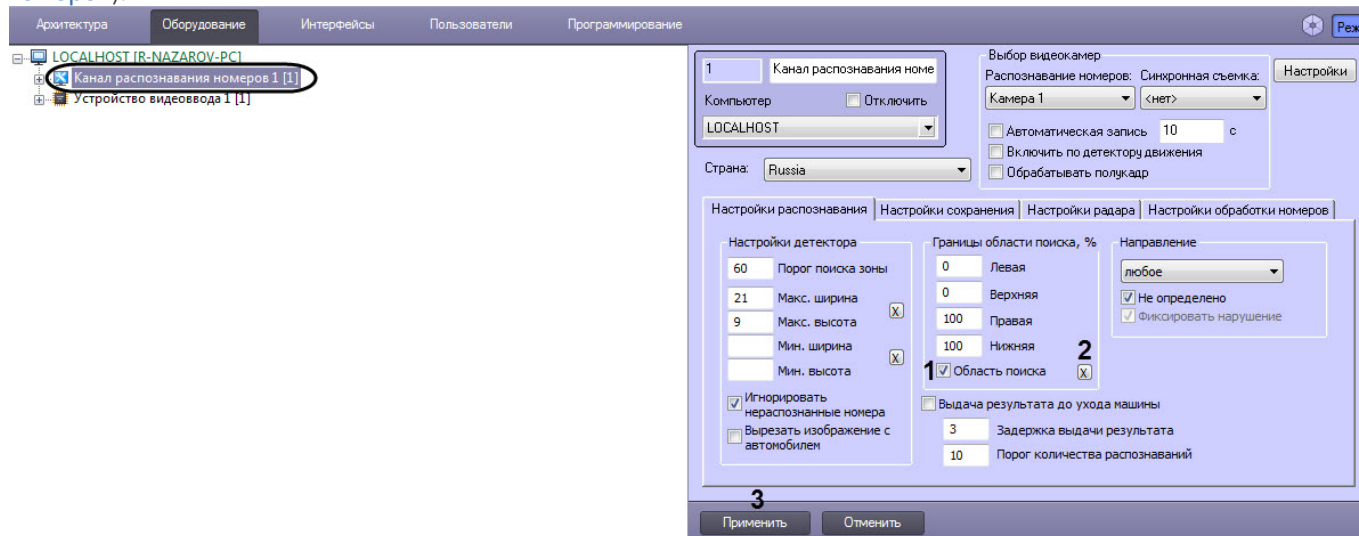 Архитектура Оборудование Интерфейсы Пользователи Программирование Реж
LOCALHOST [R-NAZAROV-PC]
Канал распознавания номеров 1 [1]
Устройство видеоввода 1 [1]
1 Канал распознавания номе
Компьютер Отключить
LOCALHOST
Страна: Russia
Выбор видеокамер
Распознавание номеров: Синхронная съемка:
Камера 1 <нет>
Настройки
Автоматическая запись 10 с
Включить по детектору движения
Обрабатывать полукадр
Настройки распознавания Настройки сохранения Настройки радара Настройки обработки номеров
Настройки детектора
60 Порог поиска зоны
21 Макс. ширина
9 Макс. высота
X
Мин. ширина
Мин. высота
X
Игнорировать
нераспознанные номера
Вырезать изображение с
автомобилем
Границы области поиска, %
0 Левая
0 Верхняя
100 Правая
100 Нижняя
2
1 Область поиска X
Направление
любое
Не определено
Фиксировать нарушение
Выдача результата до ухода машины
3 Задержка выдачи результата
10 Порог количества распознаваний
3
Применить Отменить